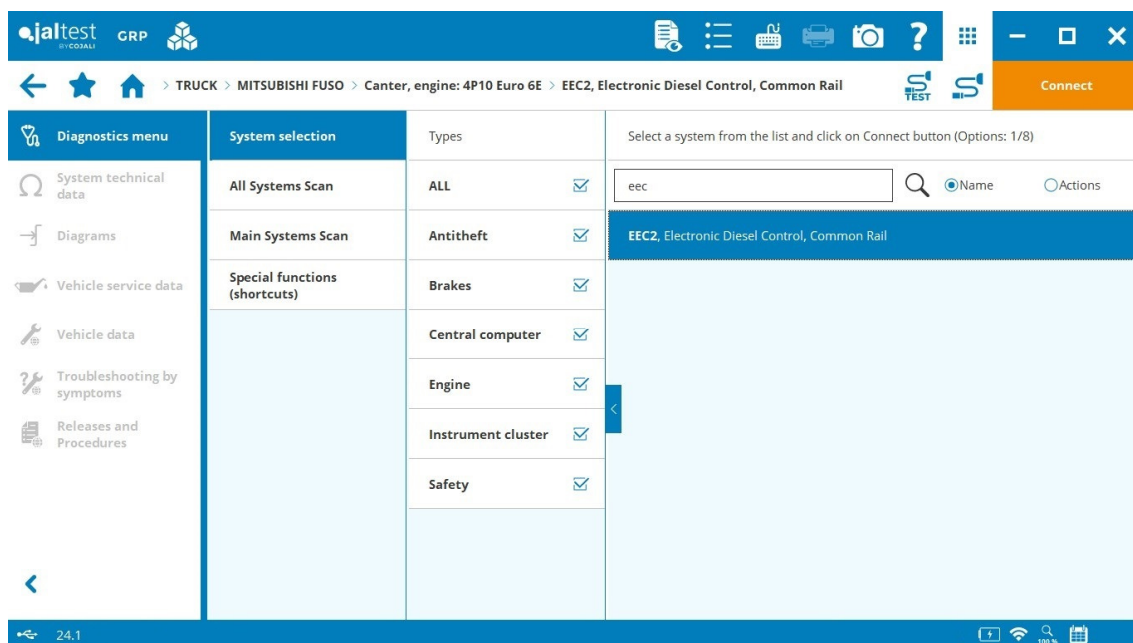 jaltest
BY COJALI
GRP
?
> TRUCK > MITSUBISHI FUSO > Canter, engine: 4P10 Euro 6E > EEC2, Electronic Diesel Control, Common Rail
TEST
Connect
Diagnostics menu
System technical
data
Diagrams
Vehicle service data
Vehicle data
Troubleshooting by
symptoms
Releases and
Procedures
System selection
All Systems Scan
Main Systems Scan
Special functions
(shortcuts)
Types
ALL
Antitheft
Brakes
Central computer
Engine
Instrument cluster
Safety
Select a system from the list and click on Connect button (Options: 1/8)
eec
Name
Actions
EEC2, Electronic Diesel Control, Common Rail
24.1
100 %